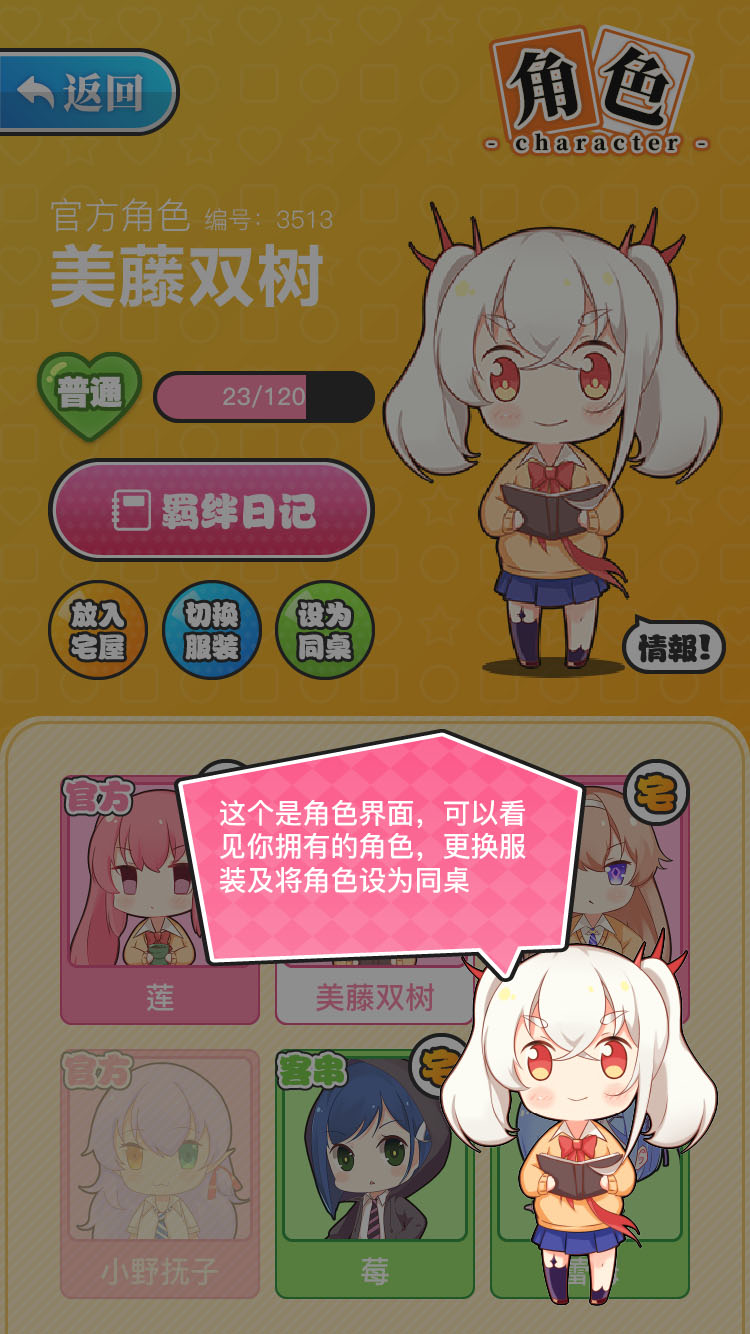 返回
角色
- character -
官方角色 编号：3513
美藤双树
普通
23/120
羁绊日记
放入
宅屋
切换
服装
设为
同桌
情報!
官方
宅
这个是角色界面，可以看
见你拥有的角色，更换服
装及将角色设为同桌
莲
美藤双树
官方
客串
宅
小野抚子
莓